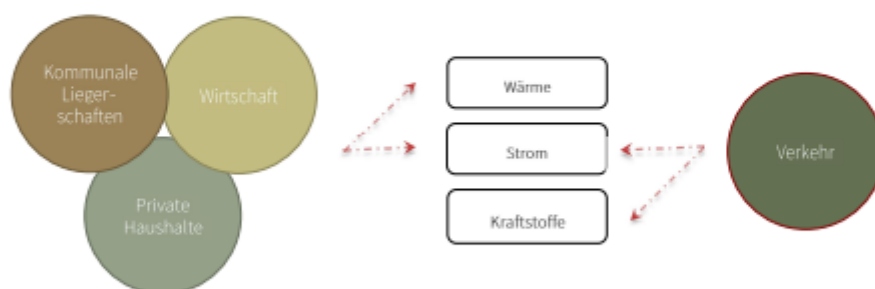 Kommunale
Lieger-
schaften
Wirtschaft
Private
Haushalte
Wärme
Strom
Kraftstoffe
Verkehr